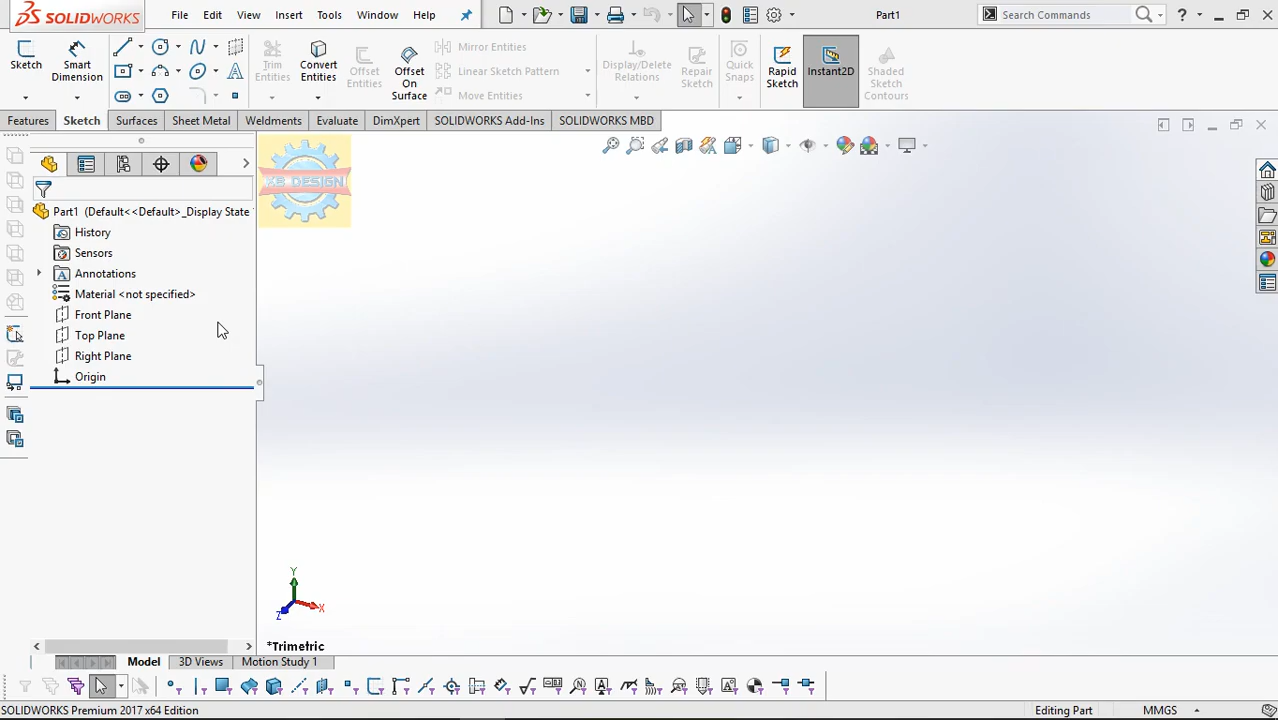 SOLIDWORKS File Edit View Insert Tools Window Help Part1 Search Commands ?
Sketch Smart Dimension Trim Entities Convert Entities Offset Entities Offset On Surface Mirror Entities Linear Sketch Pattern Move Entities Display/Delete Relations Repair Sketch Quick Snaps Rapid Sketch Instant2D Shaded Sketch Contours
Features Sketch Surfaces Sheet Metal Weldments Evaluate DimXpert SOLIDWORKS Add-Ins SOLIDWORKS MBD
KS DESIGN
Part1 (Default<<Default>_Display State
History
Sensors
Annotations
Material <not specified>
Front Plane
Top Plane
Right Plane
Origin
Y
X
Z
*Trimetric
Model 3D Views Motion Study 1
SOLIDWORKS Premium 2017 x64 Edition Editing Part MMGS